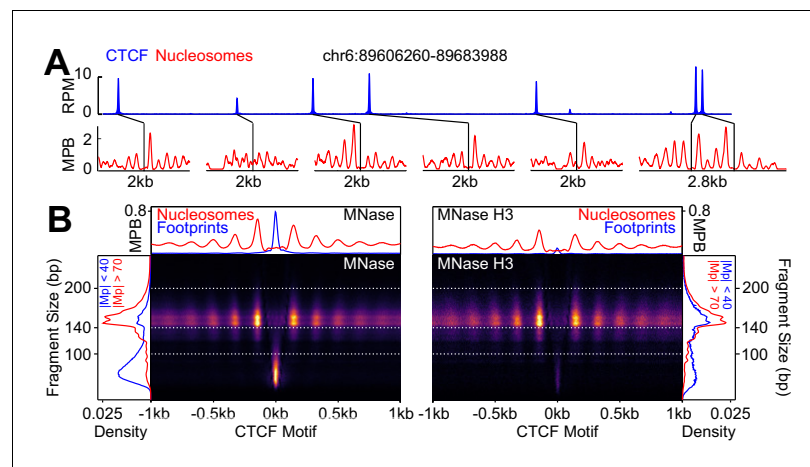 A
CTCF Nucleosomes chr6:89606260-89683988
RPM
10
0
MPB
2
0
2kb 2kb 2kb 2kb 2kb 2.8kb
B
MPB
0.8
Nucleosomes MNase
Footprints
MNase
MNase H3 Nucleosomes
Footprints
MNase H3
0.8
MPB
Fragment Size (bp)
|Mp| < 40
|Mp| > 70
200
140
100
200
140
100
|Mp| < 40
|Mp| > 70
Fragment Size (bp)
0.025 -1kb -0.5kb 0kb 0.5kb 1kb
-1kb -0.5kb 0kb 0.5kb 1kb 0.025
Density CTCF Motif CTCF Motif Density